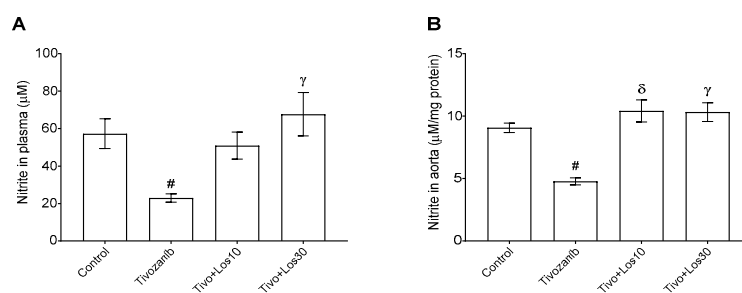 A
Nitrite in plasma (μM)
100
80
60
40
20
0
#
γ
Control
Tivozanib
Tivo+Los10
Tivo+Los30
B
Nitrite in aorta (μM/mg protein)
15
10
5
0
#
δ
γ
Control
Tivozanib
Tivo+Los10
Tivo+Los30